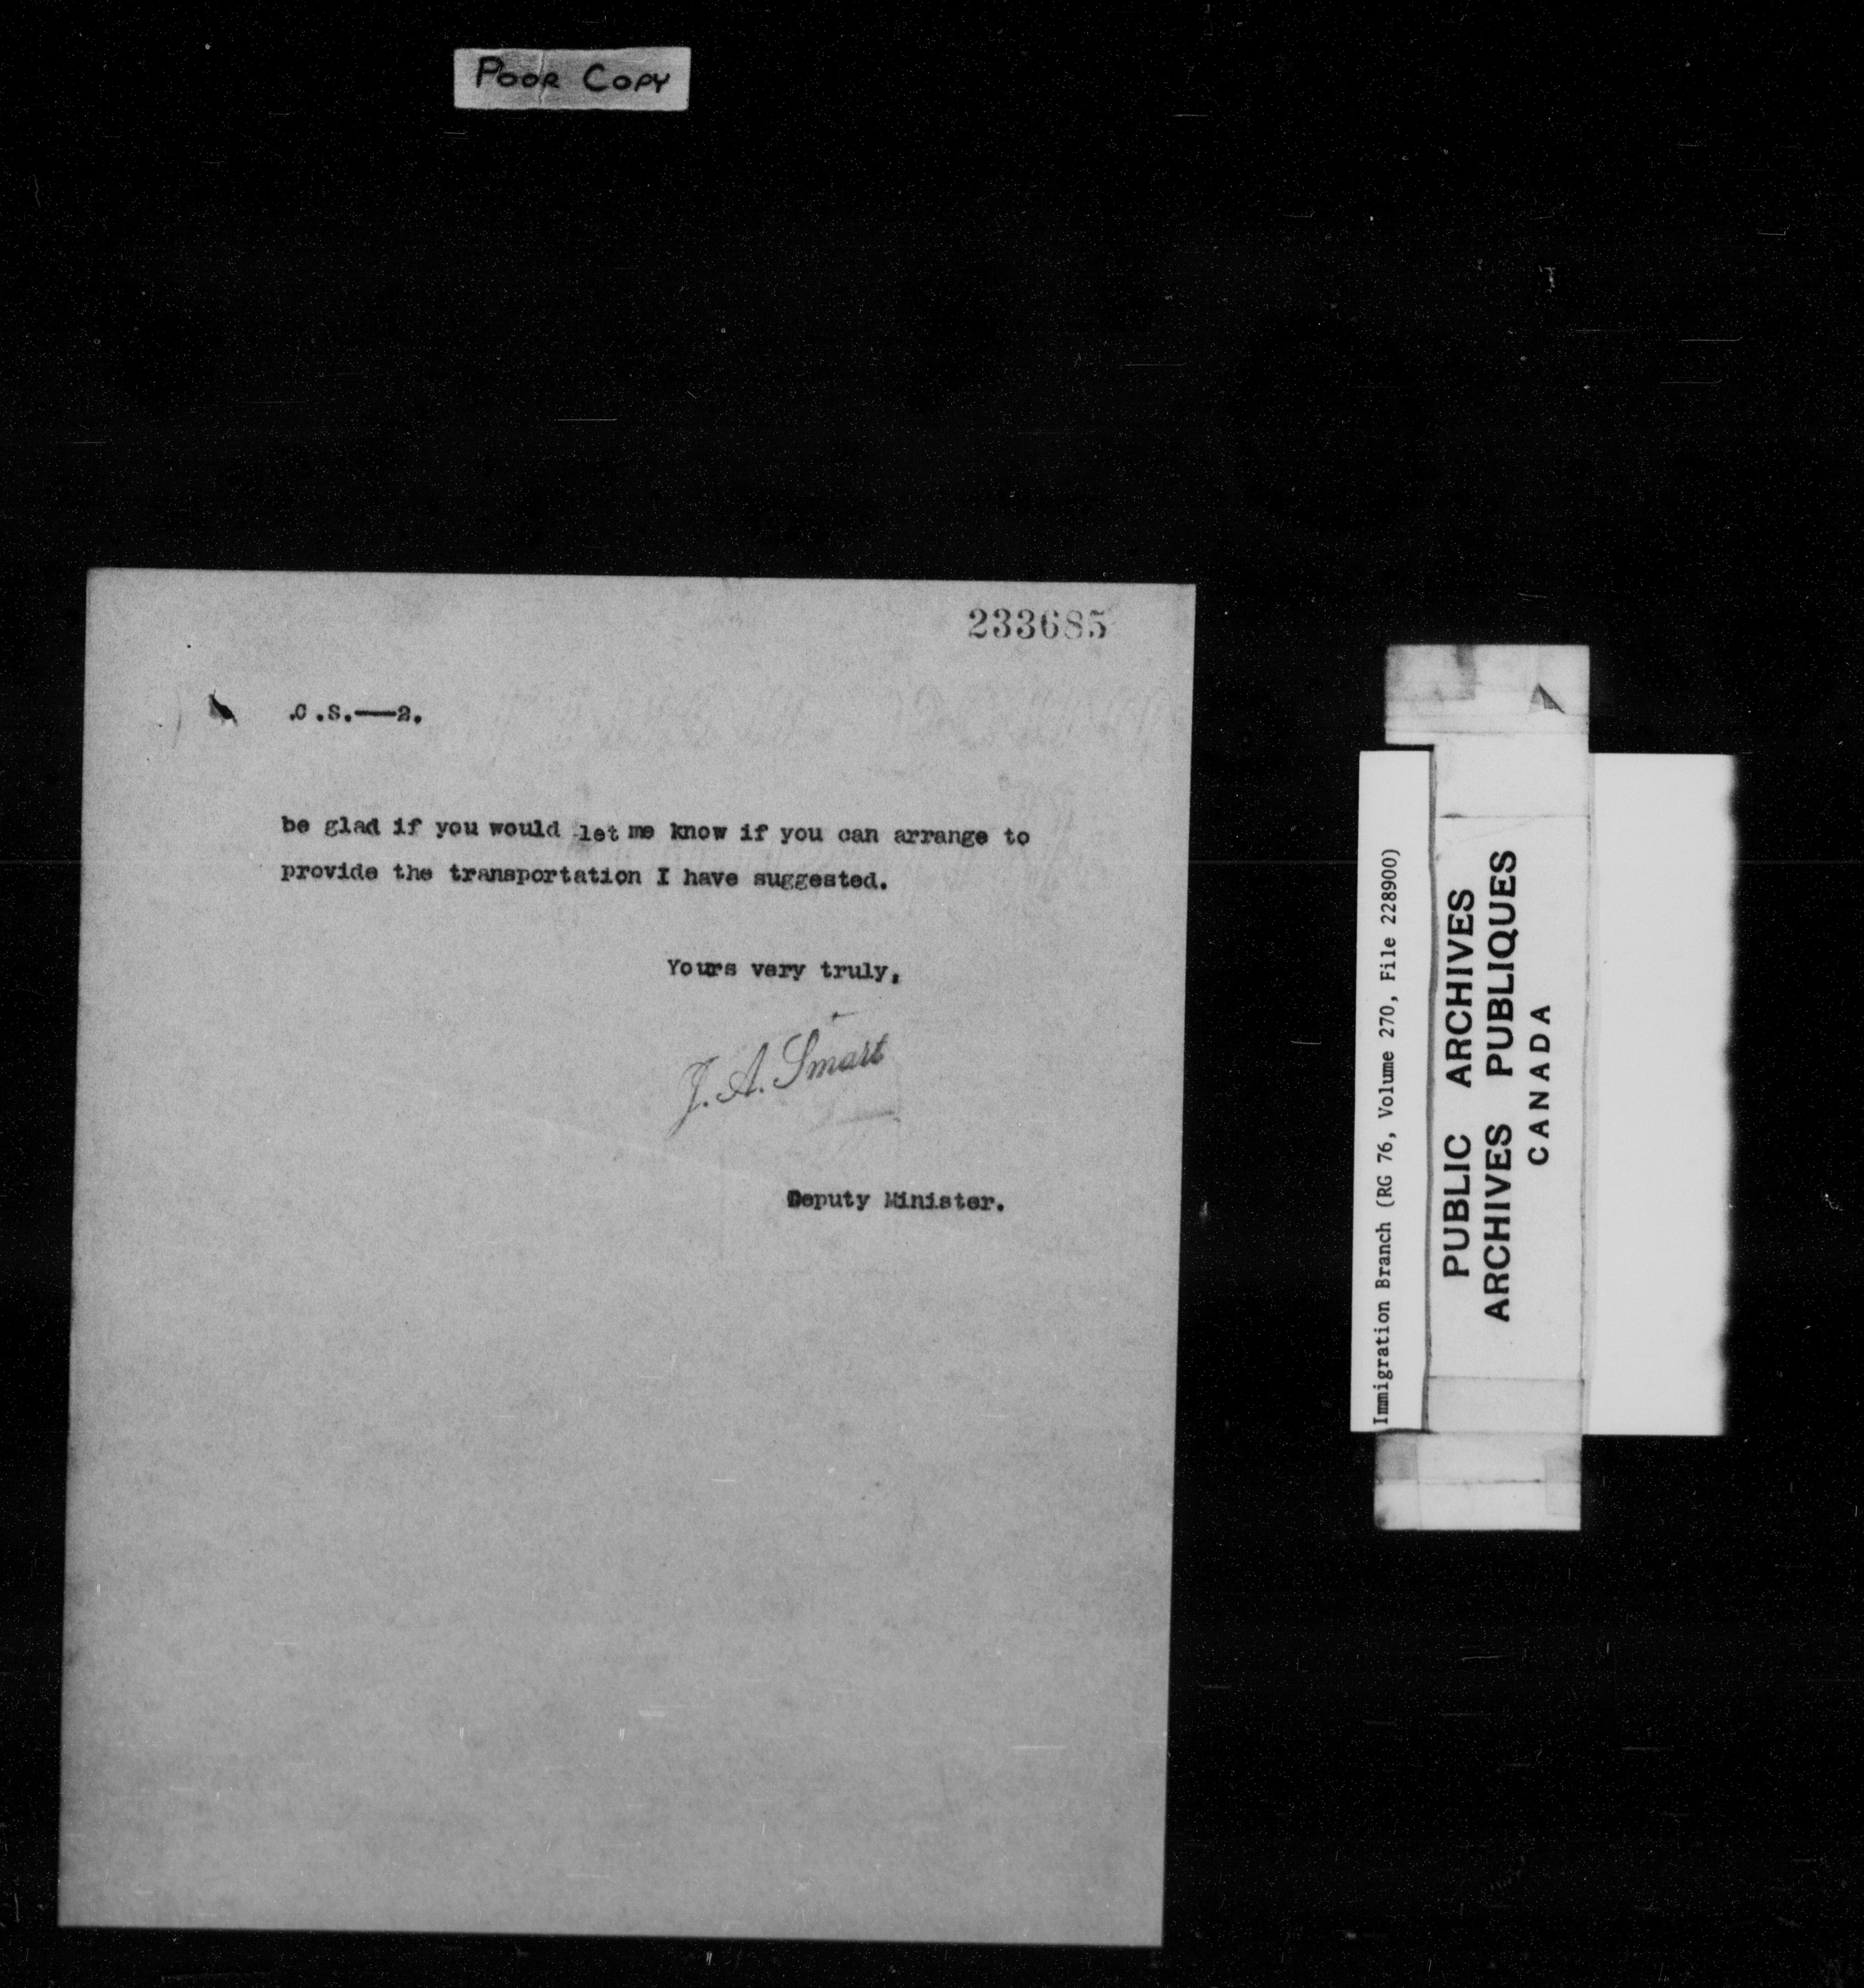 POOR COPY
233685
.C.S.—2.
be glad if you would let me know if you can arrange to
provide the transportation I have suggested.
Yours very truly,
J. A. Smart
Deputy Minister.
Immigration Branch (RG 76, Volume 270, File 228900)
PUBLIC ARCHIVES
ARCHIVES PUBLIQUES
CANADA